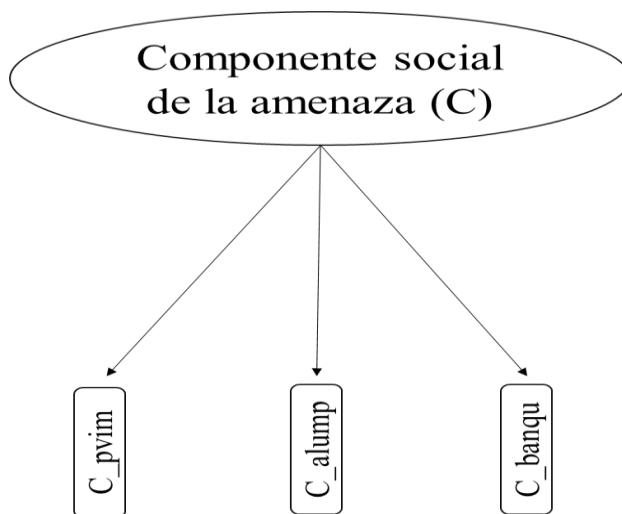 Componente social
de la amenaza (C)
C_pvim
C_alump
C_banqu